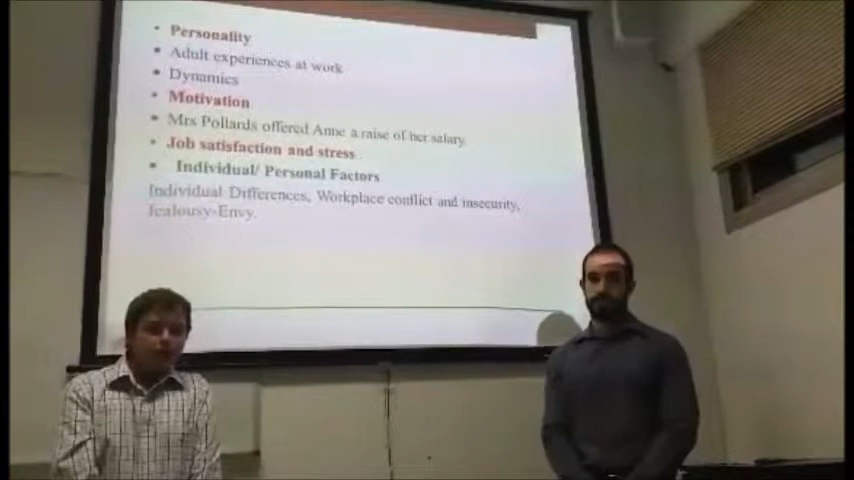 Personality
Adult experiences at work
Dynamics
Motivation
Mrs Pollards offered Anne a raise of her salary.
Job satisfaction and stress
Individual/ Personal Factors
Individual Differences, Workplace conflict and insecurity,
Jealousy-Envy.